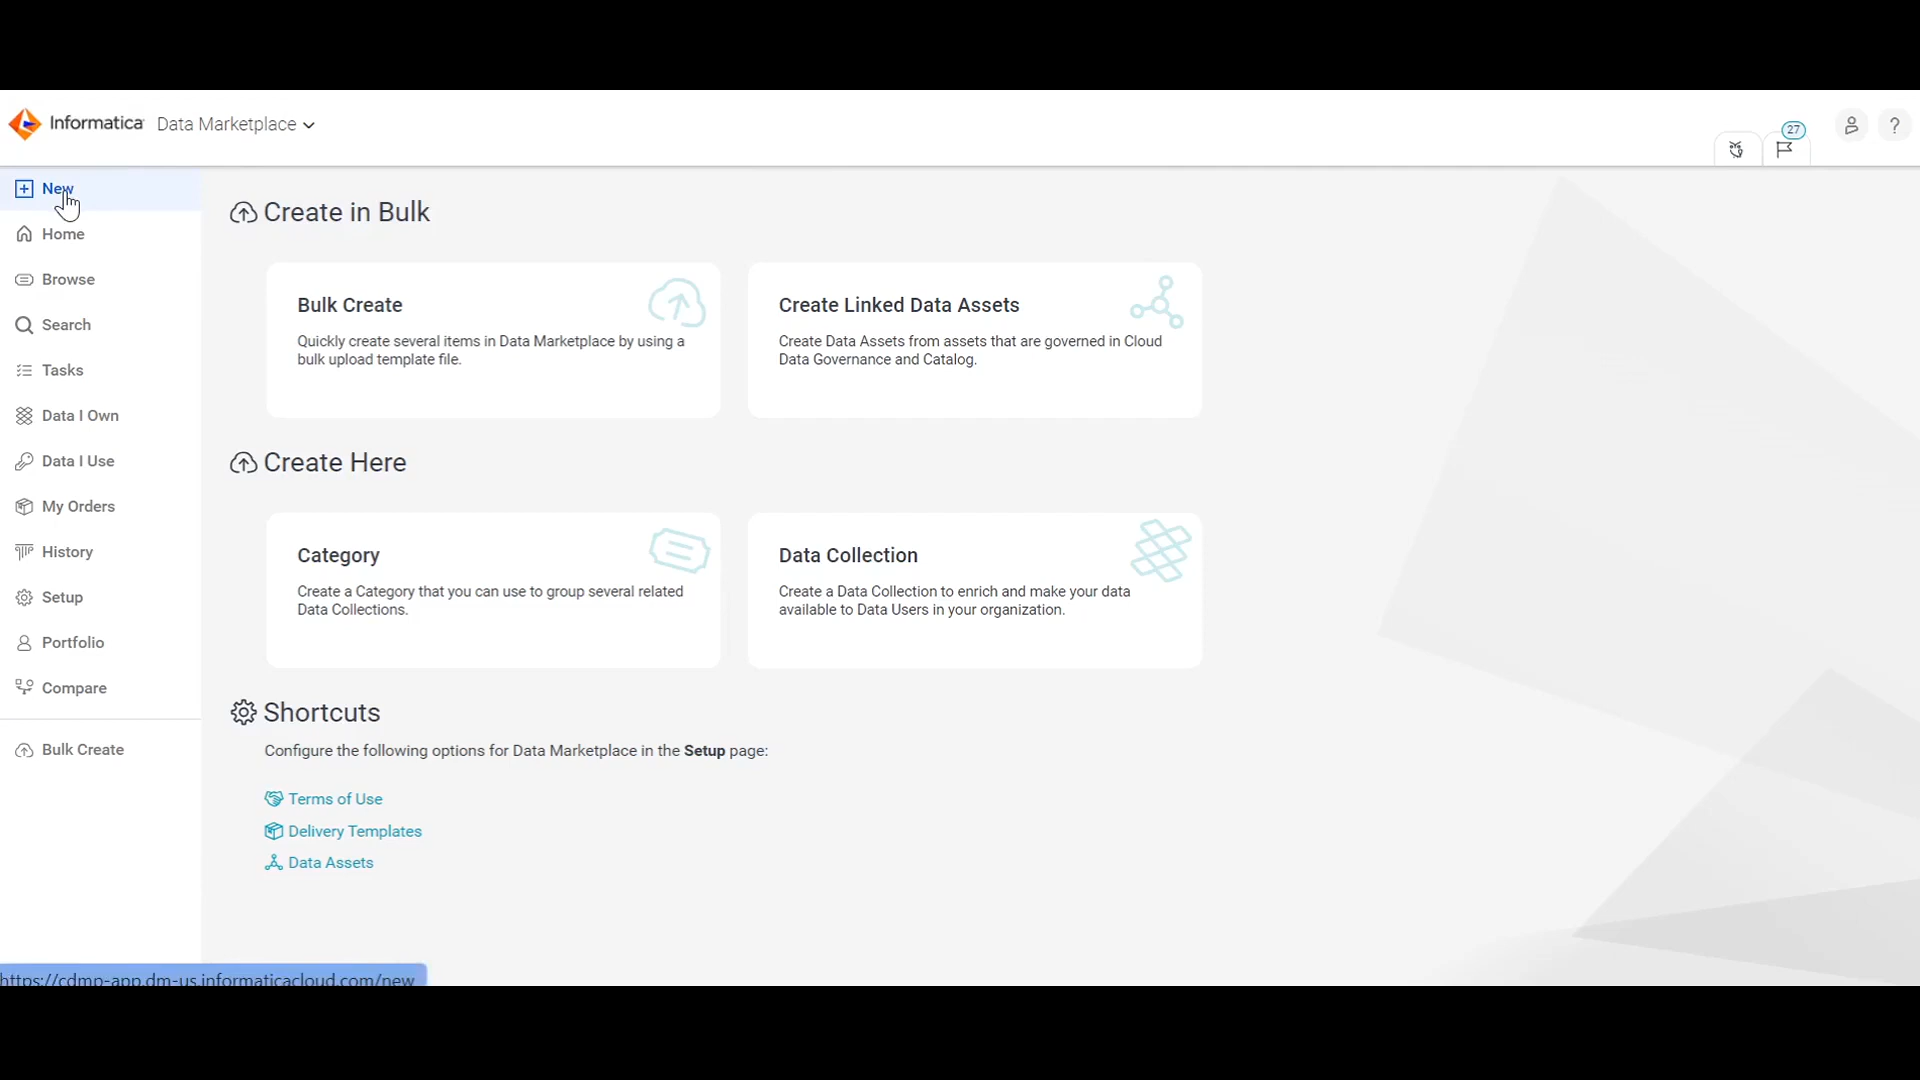 Informatica Data Marketplace
27
?
New
Home
Browse
Search
Tasks
Data I Own
Data I Use
My Orders
History
Setup
Portfolio
Compare
Bulk Create
Create in Bulk
Bulk Create
Quickly create several items in Data Marketplace by using a
bulk upload template file.
Create Linked Data Assets
Create Data Assets from assets that are governed in Cloud
Data Governance and Catalog.
Create Here
Category
Create a Category that you can use to group several related
Data Collections.
Data Collection
Create a Data Collection to enrich and make your data
available to Data Users in your organization.
Shortcuts
Configure the following options for Data Marketplace in the Setup page:
Terms of Use
Delivery Templates
Data Assets
https://cdmp-app.dm-us.informaticacloud.com/new